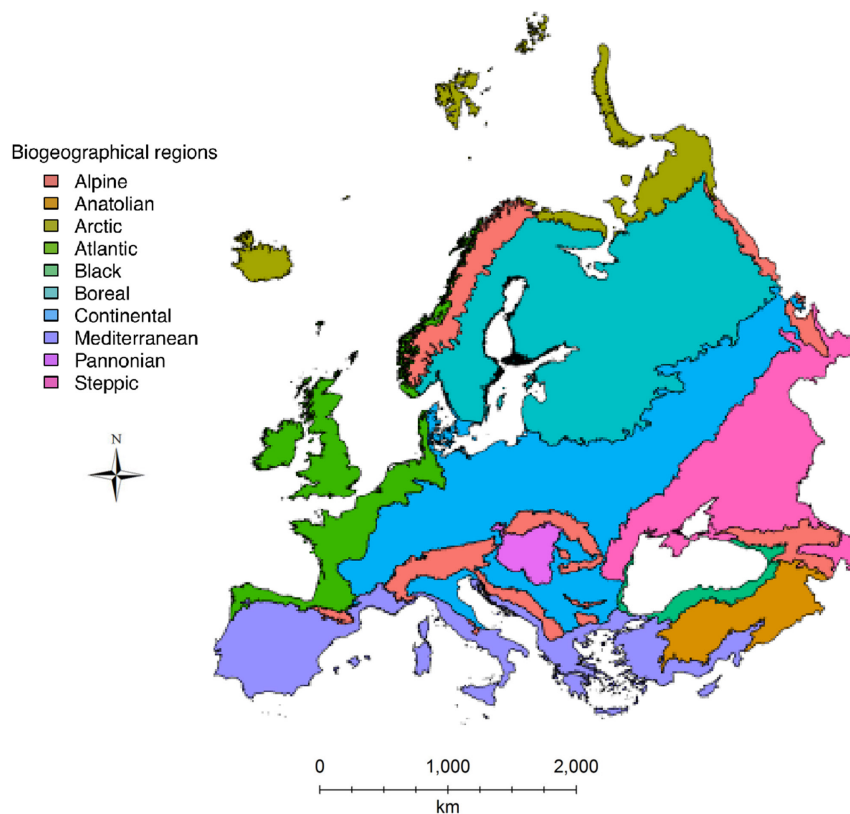 Biogeographical regions
Alpine
Anatolian
Arctic
Atlantic
Black
Boreal
Continental
Mediterranean
Pannonian
Steppic
N
0 1,000 2,000
km